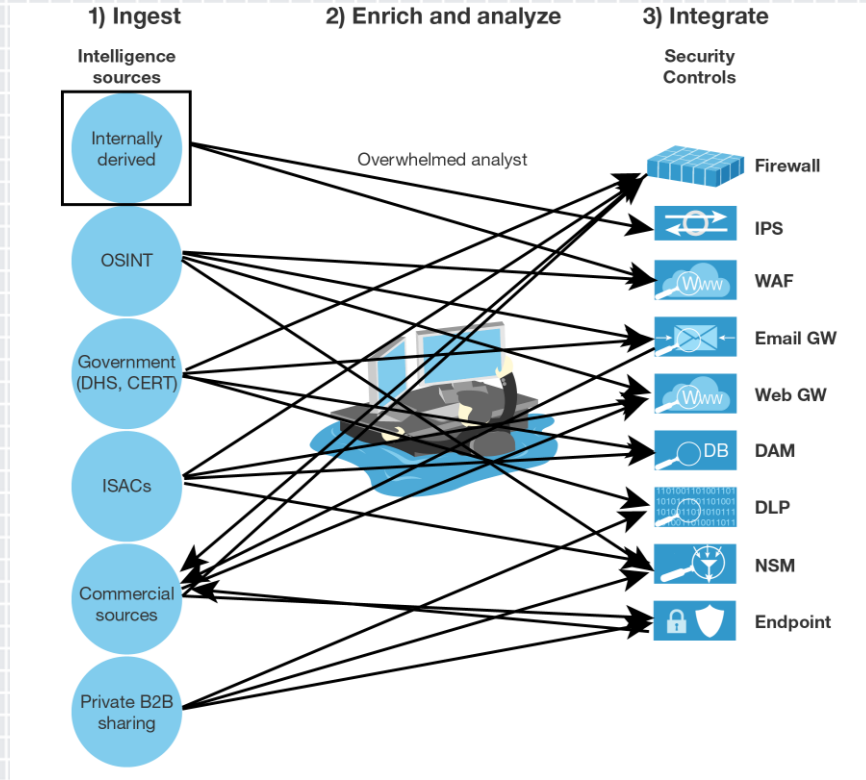 1) Ingest
2) Enrich and analyze
3) Integrate
Intelligence
sources
Security
Controls
Internally
derived
Overwhelmed analyst
Firewall
IPS
OSINT
Www
WAF
Government
(DHS, CERT)
Email GW
Www
Web GW
DB
DAM
ISACs
DLP
Commercial
sources
NSM
Endpoint
Private B2B
sharing